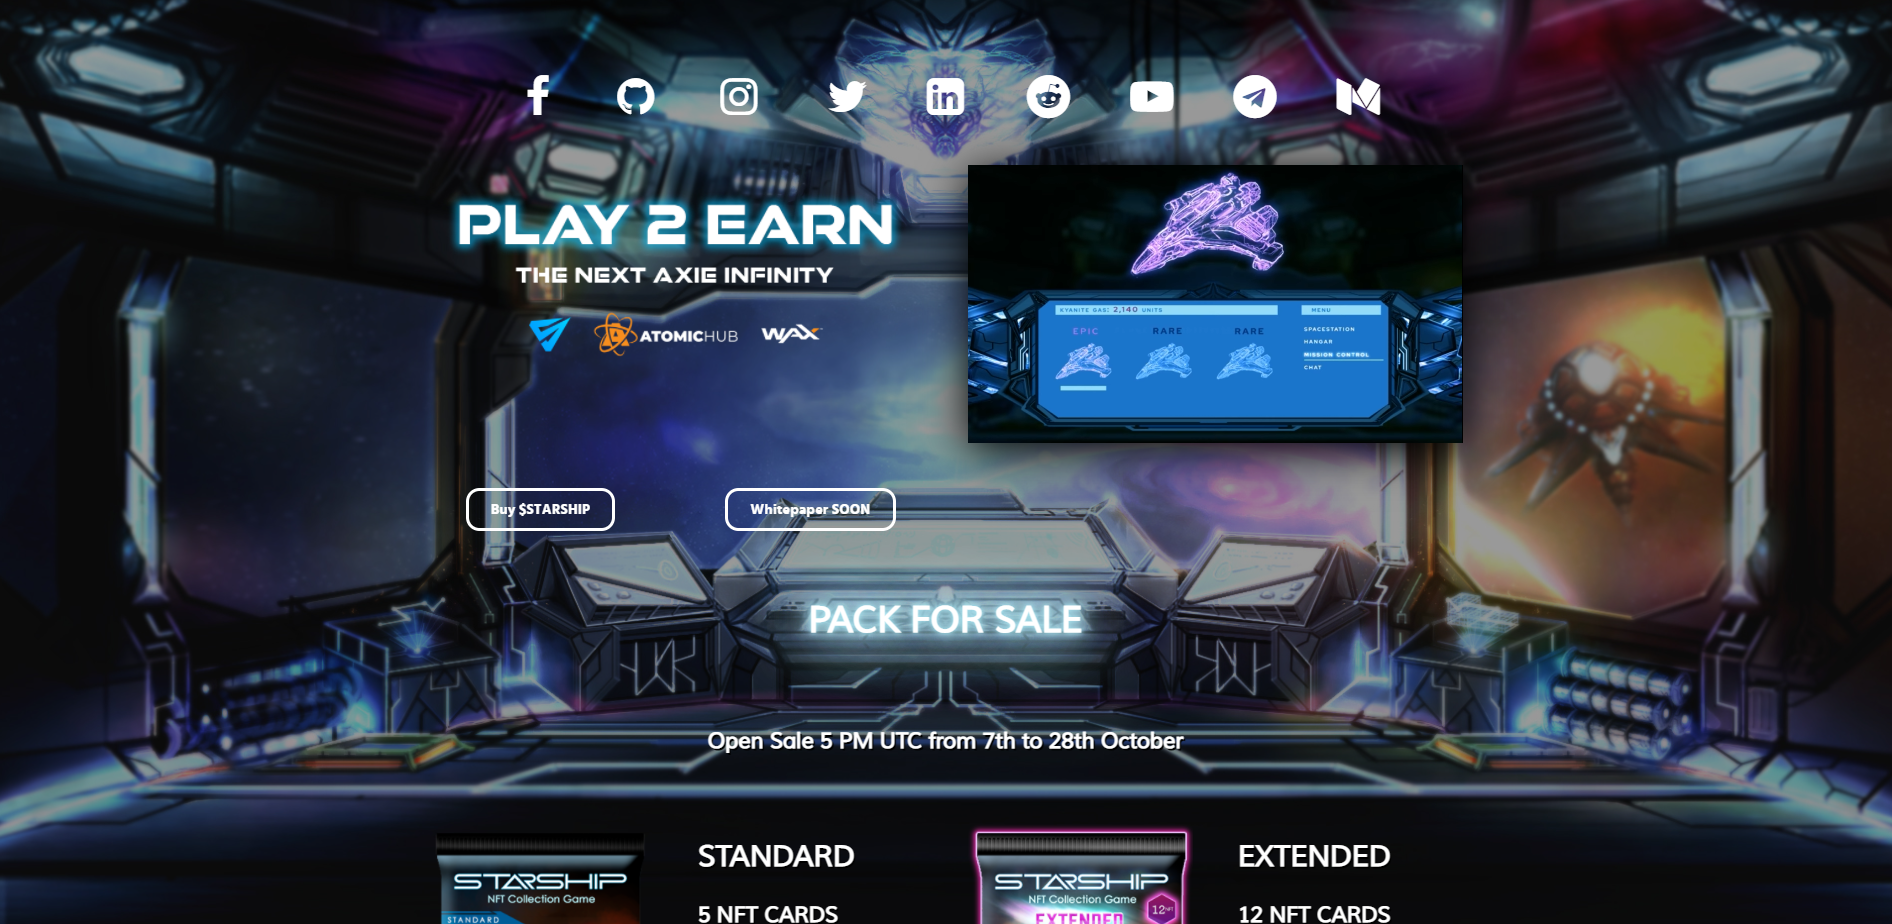 PLAY 2 EARN
THE NEXT AXIE INFINITY
ATOMICHUB
WAX
KYANITE GAS: 2,140 UNITS
MENU
EPIC
RARE
RARE
SPACESTATION
HANGAR
MISSION CONTROL
CHAT
Buy $STARSHIP
Whitepaper SOON
PACK FOR SALE
Open Sale 5 PM UTC from 7th to 28th October
STARSHIP
NFT Collection Game
STANDARD
STANDARD
5 NFT CARDS
STARSHIP
NFT Collection Game
EXTENDED
12 NFT
EXTENDED
12 NFT CARDS